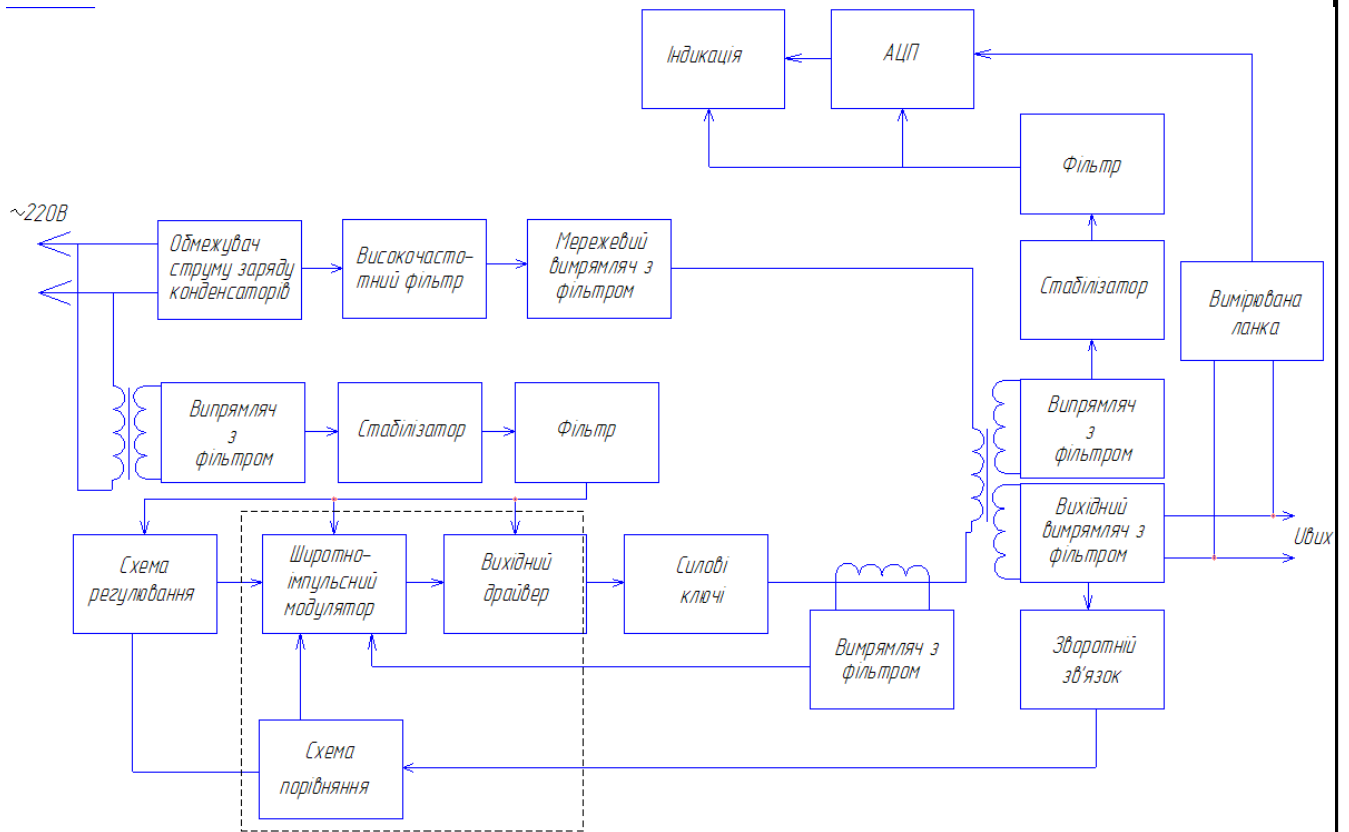 Індикація
АЦП
Фільтр
~220В
Обмежувач
струму заряду
конденсаторів
Високочасто-
тний фільтр
Мережевий
вимрямляч з
фільтром
Стабілізатор
Вимірювана
ланка
Випрямляч
з
фільтром
Стабілізатор
Фільтр
Випрямляч
з
фільтром
Вихідний
вимрямляч з
фільтром
Uвих
Схема
регулювання
Широтно-
імпульсний
модулятор
Вихідний
драйвер
Силові
ключі
Вимрямляч з
фільтром
Зворотній
зв'язок
Схема
порівняння